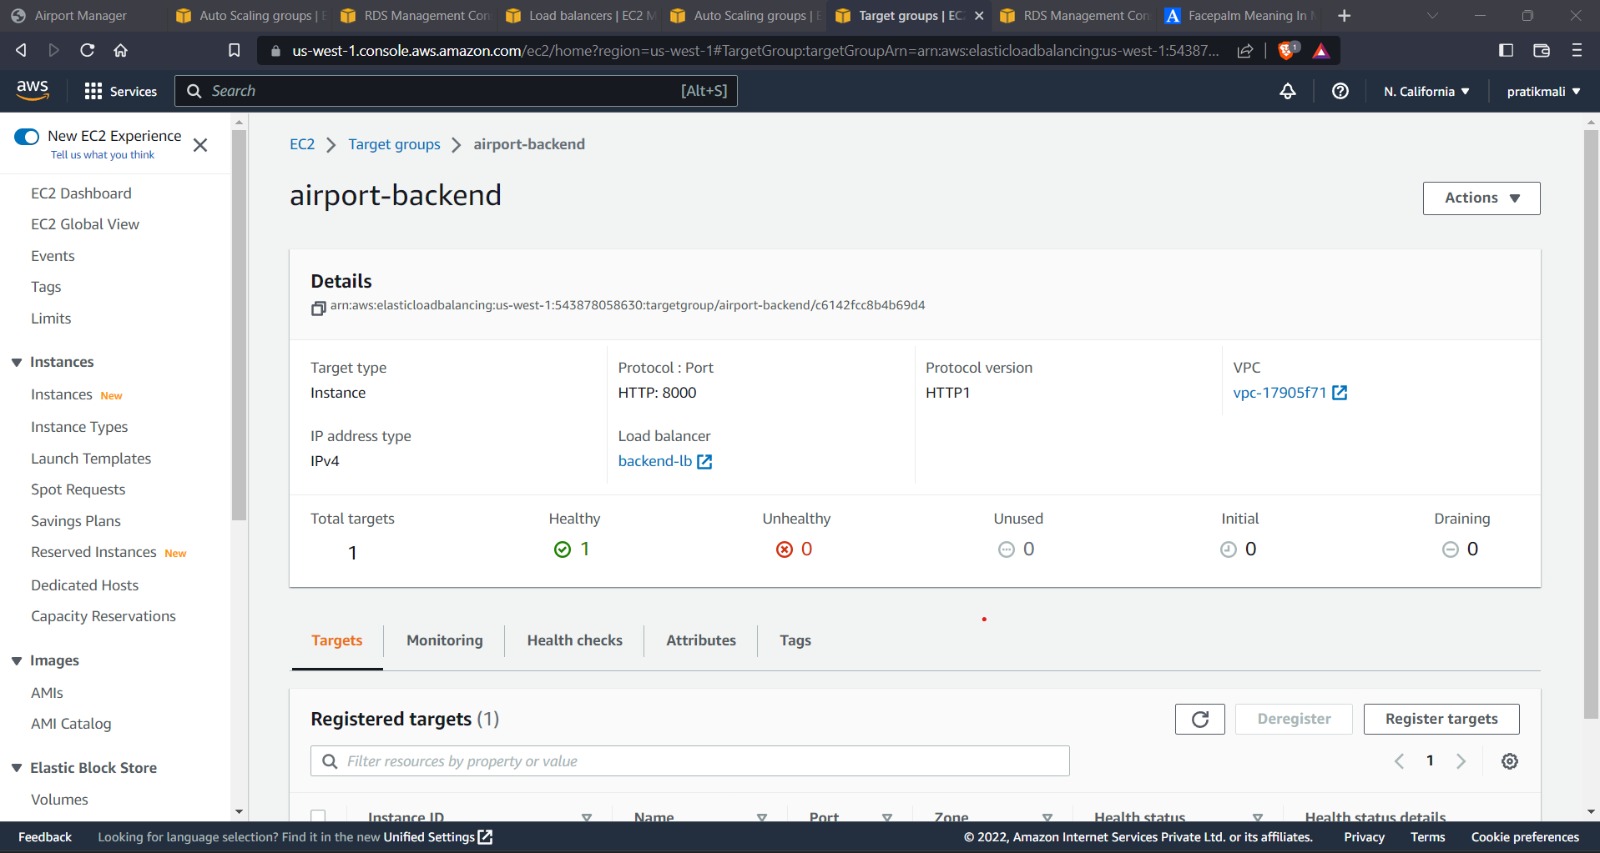 Airport Manager
Auto Scaling groups | E
RDS Management Con
Load balancers | EC2 M
Auto Scaling groups | E
Target groups | EC
RDS Management Con
Facepalm Meaning In
us-west-1.console.aws.amazon.com/ec2/home?region=us-west-1#TargetGroup:targetGroupArn=arn:aws:elasticloadbalancing:us-west-1:54387...
1
aws
Services
Search
[Alt+S]
N. California
pratikmali
New EC2 Experience
Tell us what you think
EC2 Dashboard
EC2 Global View
Events
Tags
Limits
Instances
Instances New
Instance Types
Launch Templates
Spot Requests
Savings Plans
Reserved Instances New
Dedicated Hosts
Capacity Reservations
Images
AMIs
AMI Catalog
Elastic Block Store
Volumes
EC2 > Target groups > airport-backend
airport-backend
Actions
Details
arn:aws:elasticloadbalancing:us-west-1:543878058630:targetgroup/airport-backend/c6142fcc8b4b69d4
Target type
Instance
Protocol : Port
HTTP: 8000
Protocol version
HTTP1
VPC
vpc-17905f71
IP address type
IPv4
Load balancer
backend-lb
Total targets
1
Healthy
1
Unhealthy
0
Unused
0
Initial
0
Draining
0
Targets
Monitoring
Health checks
Attributes
Tags
Registered targets (1)
Deregister
Register targets
Filter resources by property or value
1
Instance ID
Name
Port
Zone
Health status
Health status details
Feedback
Looking for language selection? Find it in the new Unified Settings
© 2022, Amazon Internet Services Private Ltd. or its affiliates.
Privacy
Terms
Cookie preferences